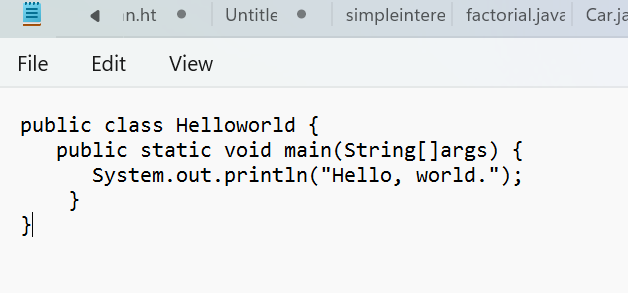 n.ht Untitle simpleintere factorial.java Car.ja
File Edit View
public class Helloworld {
   public static void main(String[]args) {
      System.out.println("Hello, world.");
    }
}